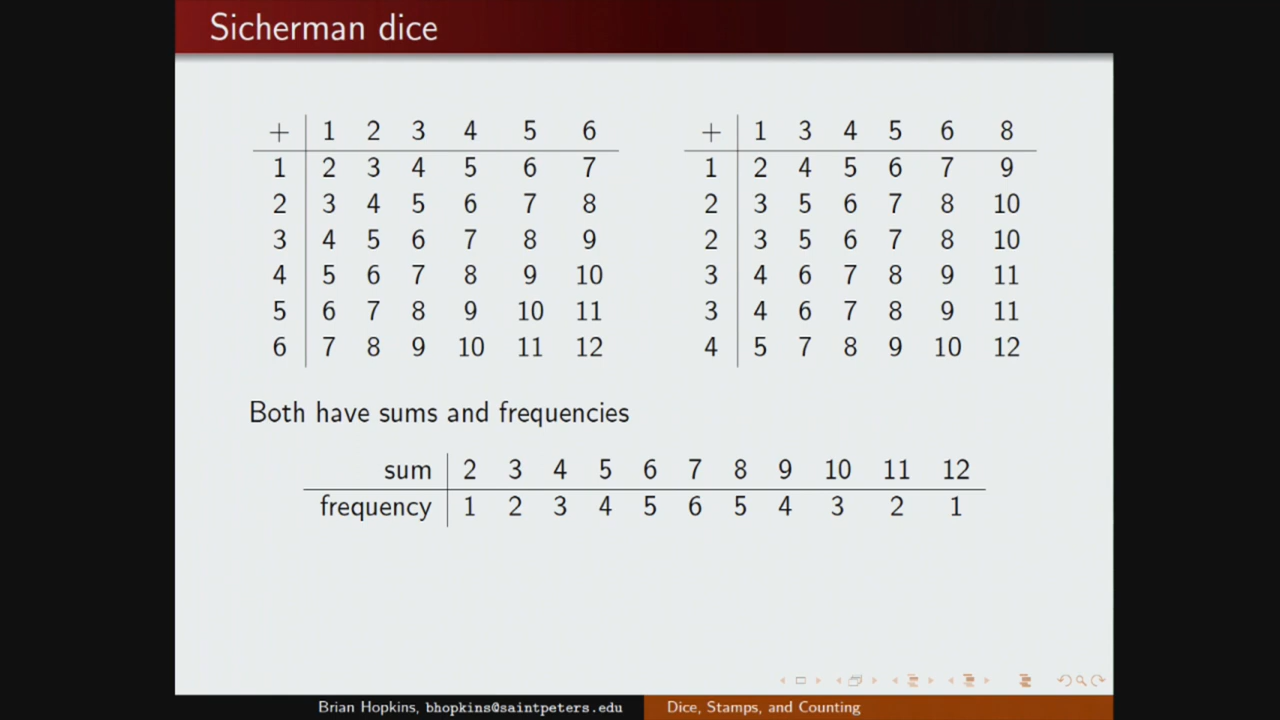 Sicherman dice
+ 1 2 3 4 5 6
1 2 3 4 5 6 7
2 3 4 5 6 7 8
3 4 5 6 7 8 9
4 5 6 7 8 9 10
5 6 7 8 9 10 11
6 7 8 9 10 11 12
+ 1 3 4 5 6 8
1 2 4 5 6 7 9
2 3 5 6 7 8 10
2 3 5 6 7 8 10
3 4 6 7 8 9 11
3 4 6 7 8 9 11
4 5 7 8 9 10 12
Both have sums and frequencies
sum 2 3 4 5 6 7 8 9 10 11 12
frequency 1 2 3 4 5 6 5 4 3 2 1
Brian Hopkins, bhopkins@saintpeters.edu
Dice, Stamps, and Counting